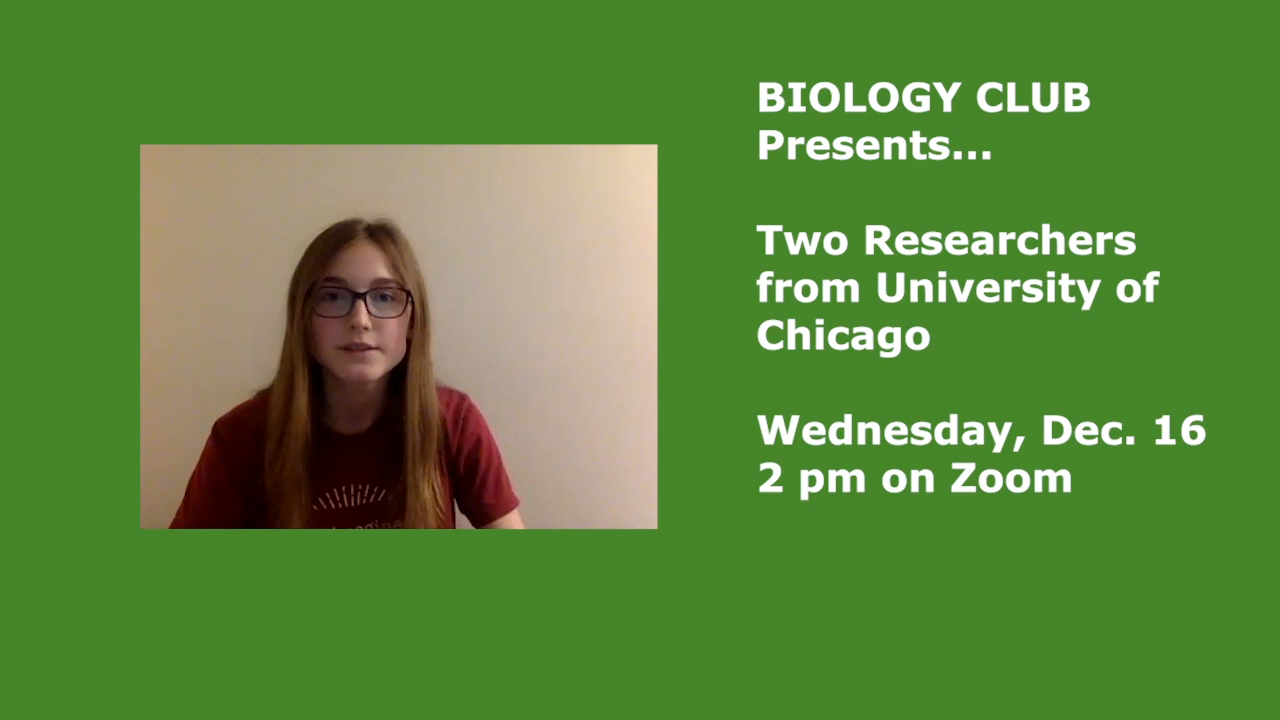 BIOLOGY CLUB
Presents...
Two Researchers
from University of
Chicago
Wednesday, Dec. 16
2 pm on Zoom